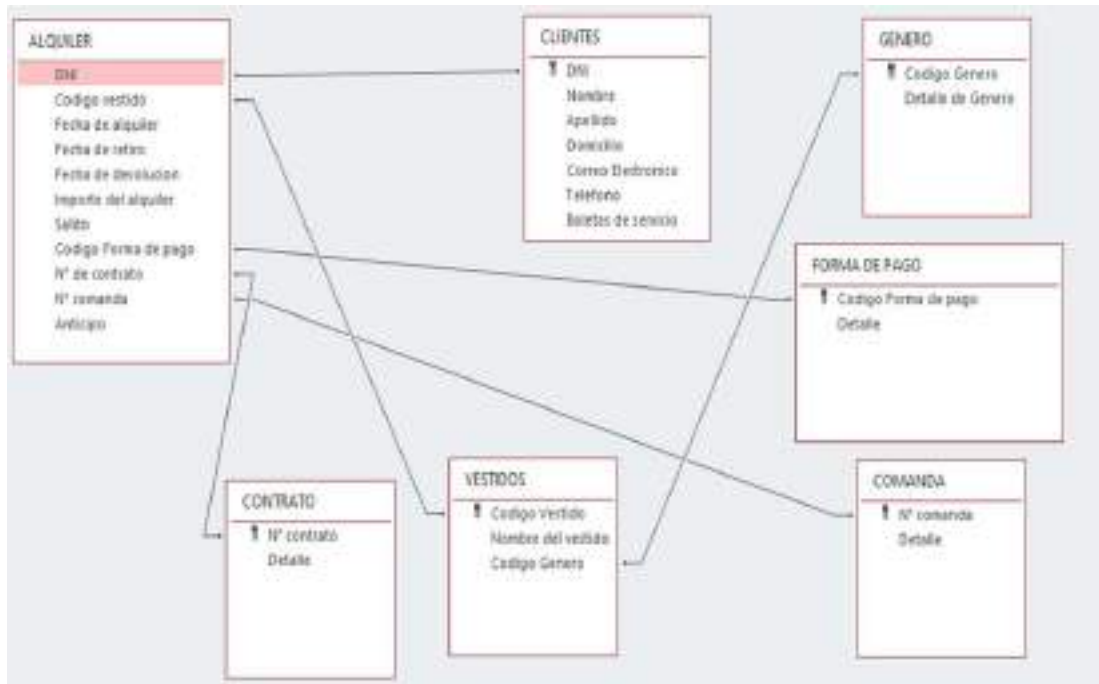 ALQUILER
DNI
Codigo vestido
Fecha de alquiler
Fecha de retiro
Fecha de devolucion
Importe del alquiler
Saldo
Codigo Forma de pago
N° de contrato
N° comanda
Anticipo
CLIENTES
DNI
Nombre
Apellido
Domicilio
Correo Electronico
Telefono
Boletas de servicio
GENERO
Codigo Genero
Detalle de Genero
FORMA DE PAGO
Codigo Forma de pago
Detalle
CONTRATO
N° contrato
Detalle
VESTIDOS
Codigo Vestido
Nombre del vestido
Codigo Genero
COMANDA
N° comanda
Detalle